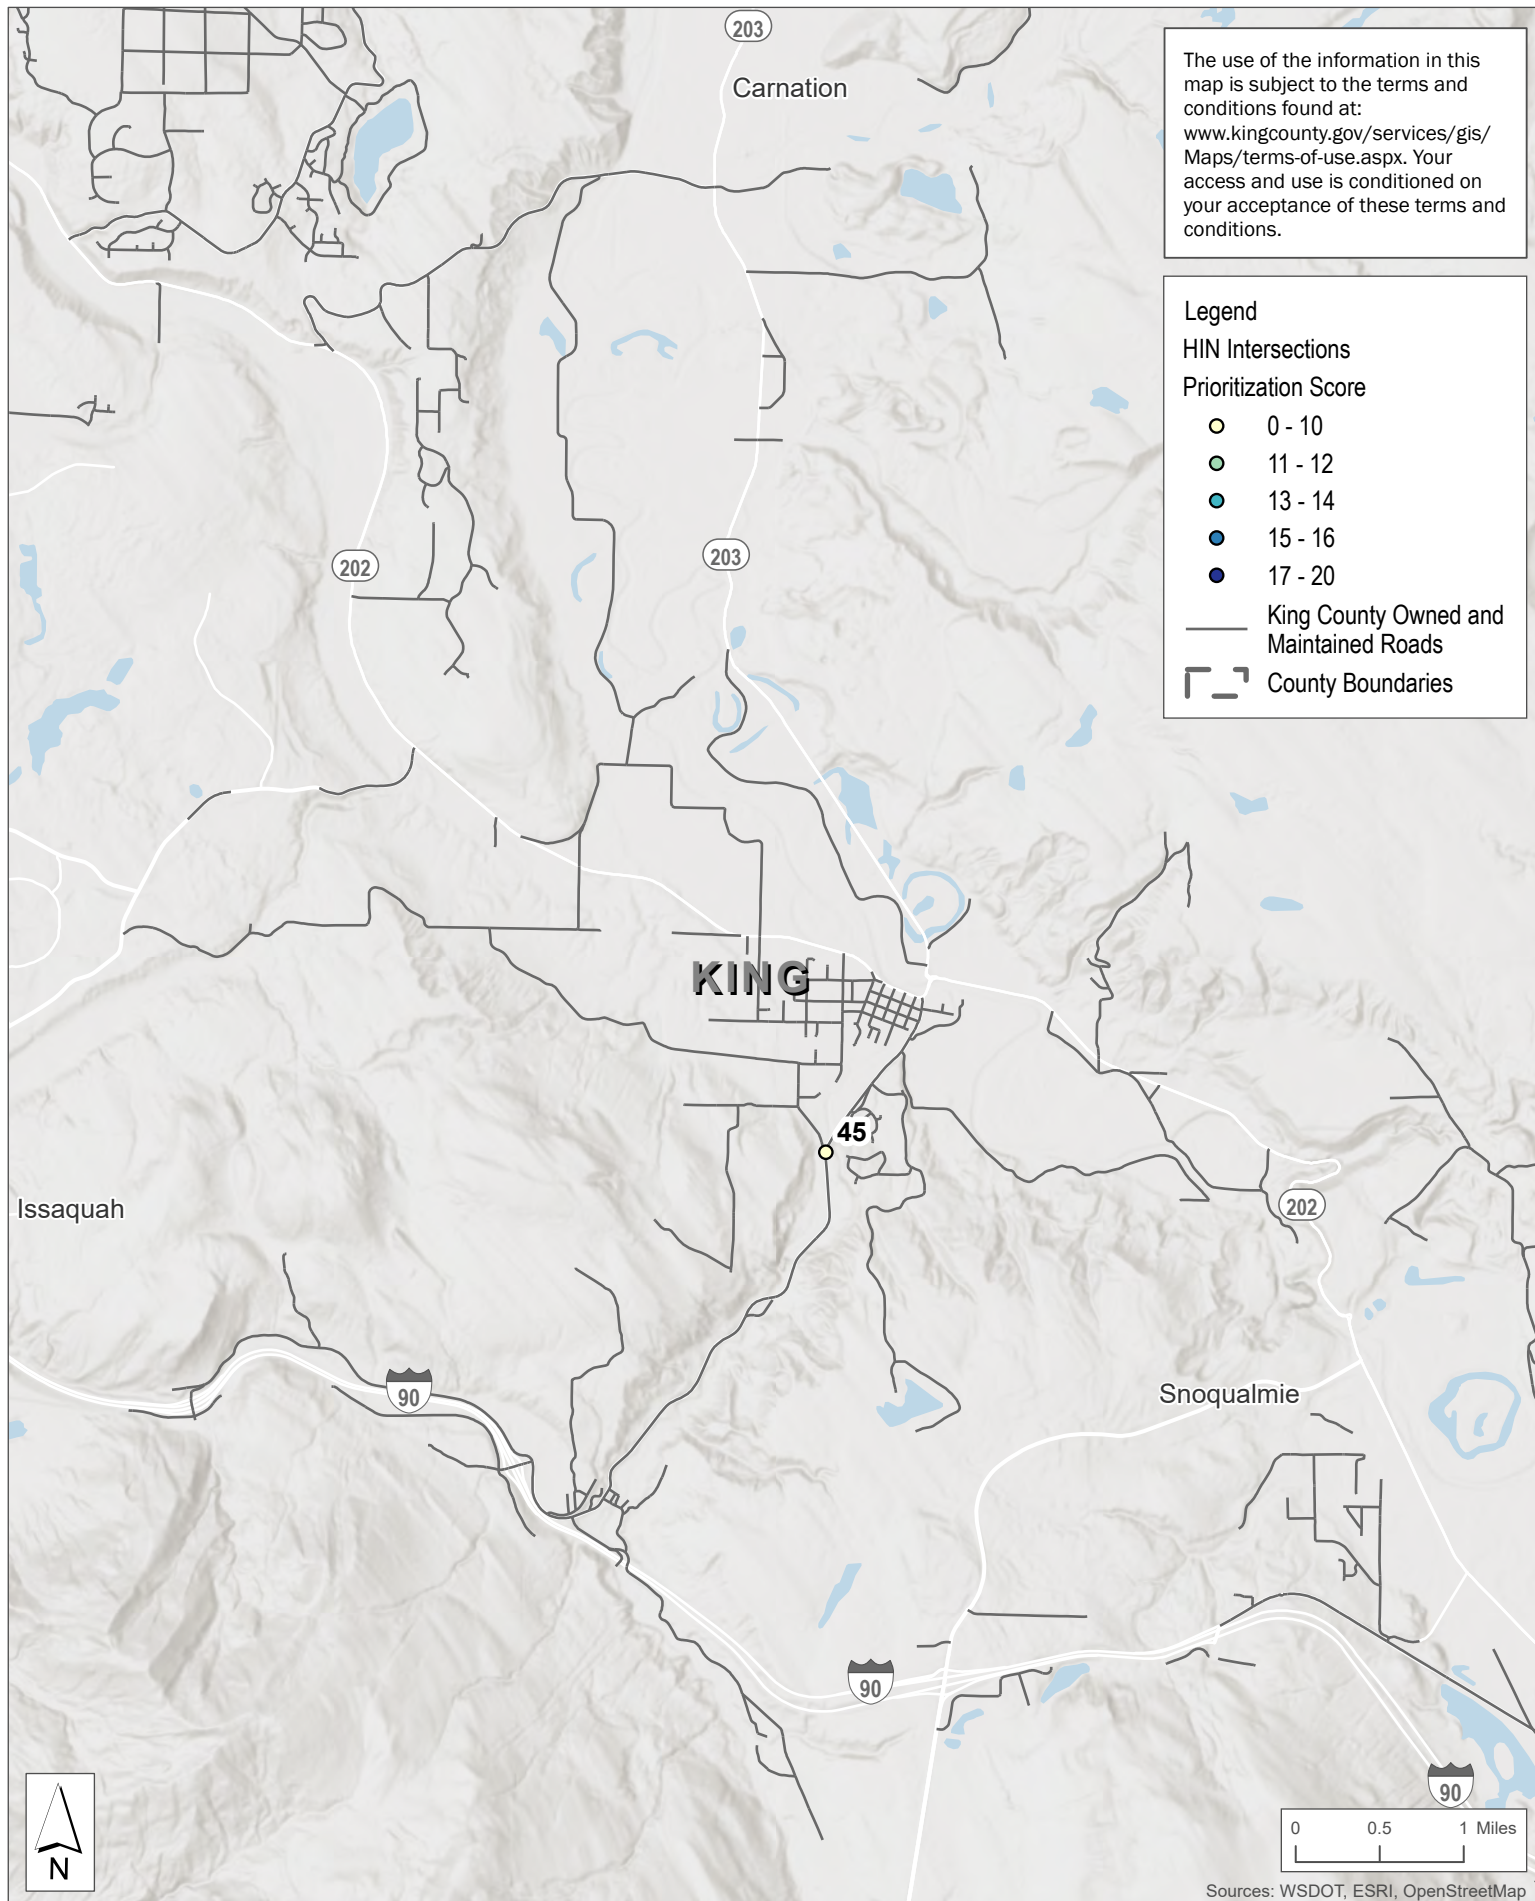 203
Carnation
The use of the information in this
map is subject to the terms and
conditions found at:
www.kingcounty.gov/services/gis/
Maps/terms-of-use.aspx. Your
access and use is conditioned on
your acceptance of these terms and
conditions.
Legend
HIN Intersections
Prioritization Score
0 - 10
11 - 12
13 - 14
15 - 16
17 - 20
King County Owned and
Maintained Roads
County Boundaries
202
203
KING
45
Issaquah
202
90
Snoqualmie
90
90
N
0 0.5 1 Miles
Sources: WSDOT, ESRI, OpenStreetMap